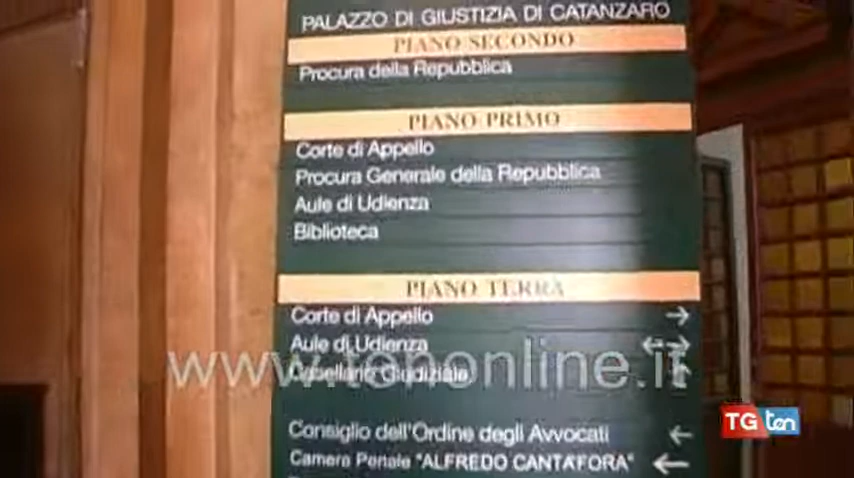 PALAZZO DI GIUSTIZIA DI CATANZARO
PIANO SECONDO
Procura della Repubblica
PIANO PRIMO
Corte di Appello
Procura Generale della Repubblica
Aule di Udienza
Biblioteca
PIANO TERRA
Corte di Appello →
Aule di Udienza ←→
www.tenonline.it
Casellario Giudiziale
Consiglio dell'Ordine degli Avvocati ←
Camera Penale "ALFREDO CANTAFORA" ←
TG ten